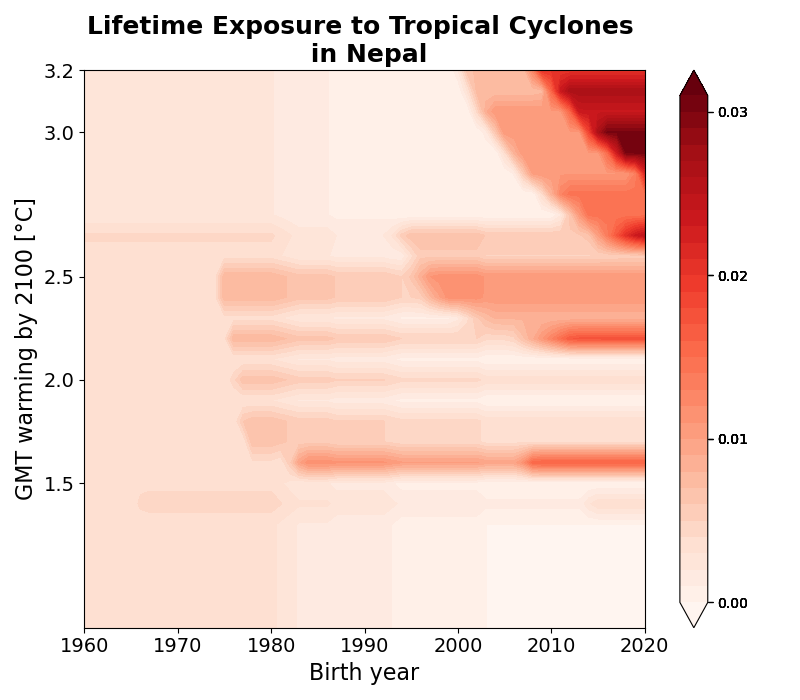 Lifetime Exposure to Tropical Cyclones
in Nepal
GMT warming by 2100 [°C]
3.2
3.0
2.5
2.0
1.5
1960 1970 1980 1990 2000 2010 2020
Birth year
0.03
0.02
0.01
0.00